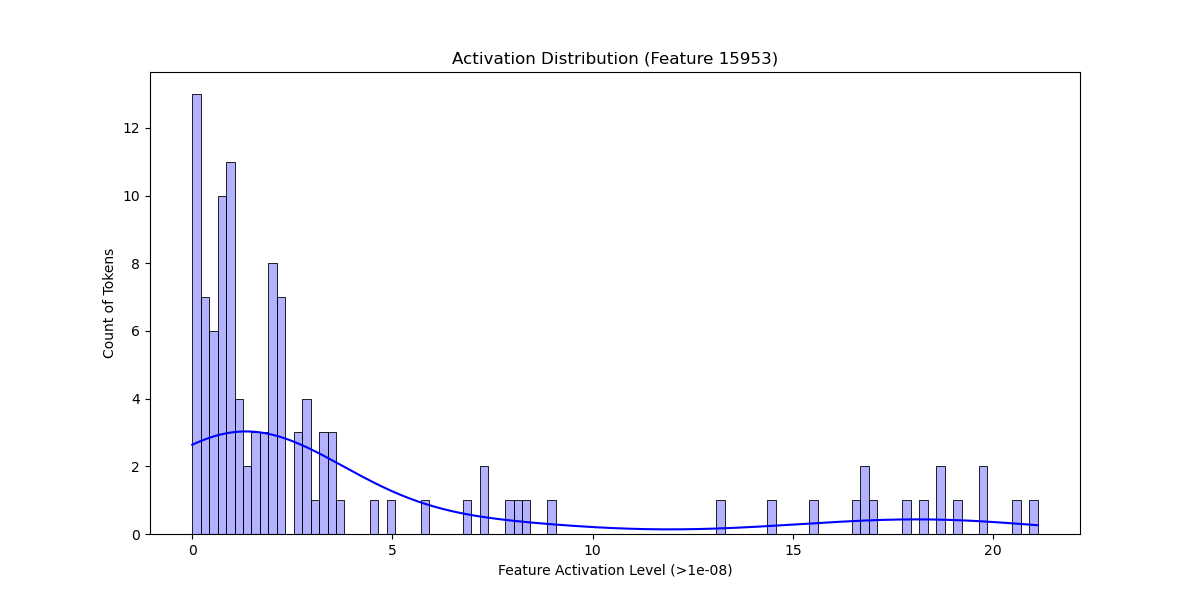 Activation Distribution (Feature 15953)
Count of Tokens
12
10
8
6
4
2
0
0 5 10 15 20
Feature Activation Level (>1e-08)